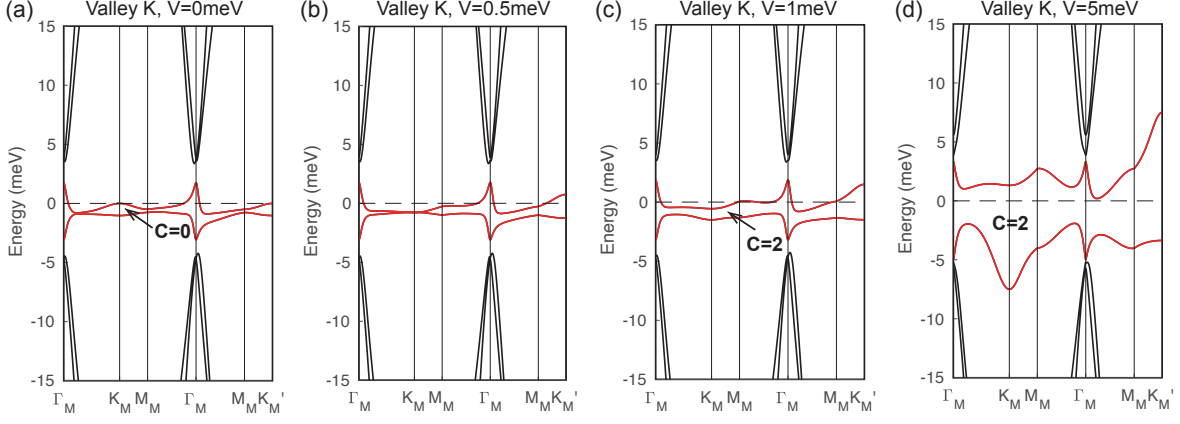 (a) Valley K, V=0meV
Energy (meV)
15
10
5
0
-5
-10
-15
C=0
Γ_M K_M M_M Γ_M M_M K_M'
(b) Valley K, V=0.5meV
Energy (meV)
15
10
5
0
-5
-10
-15
Γ_M K_M M_M Γ_M M_M K_M'
(c) Valley K, V=1meV
Energy (meV)
15
10
5
0
-5
-10
-15
C=2
Γ_M K_M M_M Γ_M M_M K_M'
(d) Valley K, V=5meV
Energy (meV)
15
10
5
0
-5
-10
-15
C=2
Γ_M K_M M_M Γ_M M_M K_M'